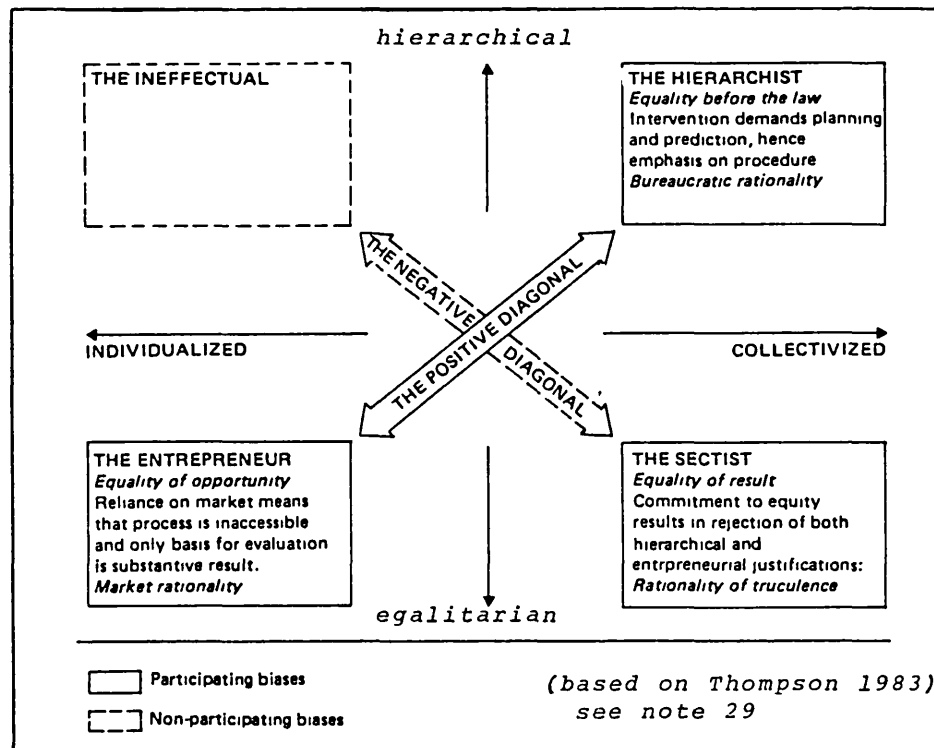 hierarchical
THE INEFFECTUAL
THE HIERARCHIST
Equality before the law
Intervention demands planning
and prediction, hence
emphasis on procedure
Bureaucratic rationality
THE NEGATIVE DIAGONAL
THE POSITIVE DIAGONAL
INDIVIDUALIZED
COLLECTIVIZED
THE ENTREPRENEUR
Equality of opportunity
Reliance on market means
that process is inaccessible
and only basis for evaluation
is substantive result.
Market rationality
THE SECTIST
Equality of result
Commitment to equity
results in rejection of both
hierarchical and
entrpreneurial justifications:
Rationality of truculence
egalitarian
Participating biases
Non-participating biases
(based on Thompson 1983)
see note 29